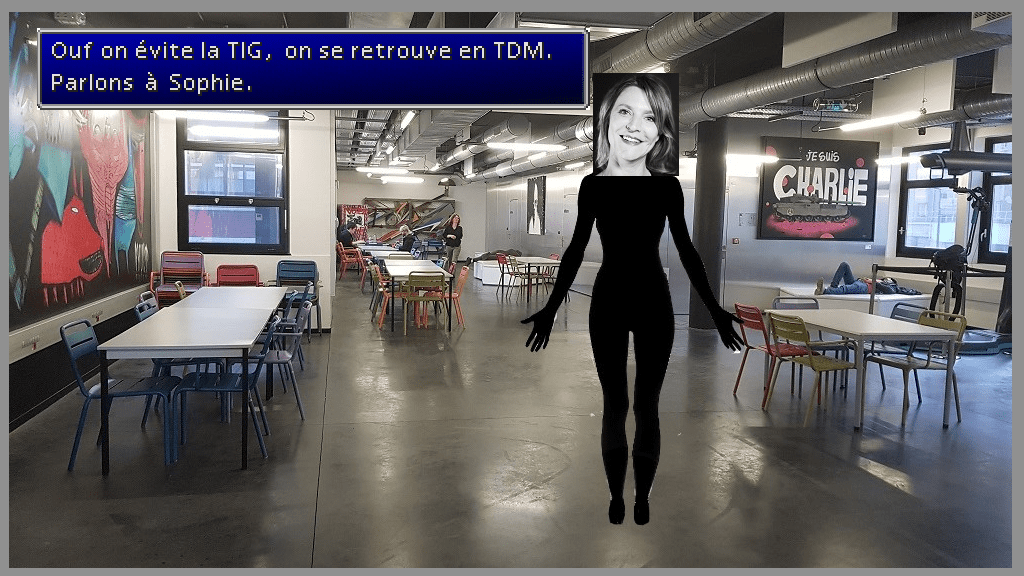 Ouf on évite la TIG, on se retrouve en TDM.
Parlons à Sophie.
JE SUIS
CHARLIE